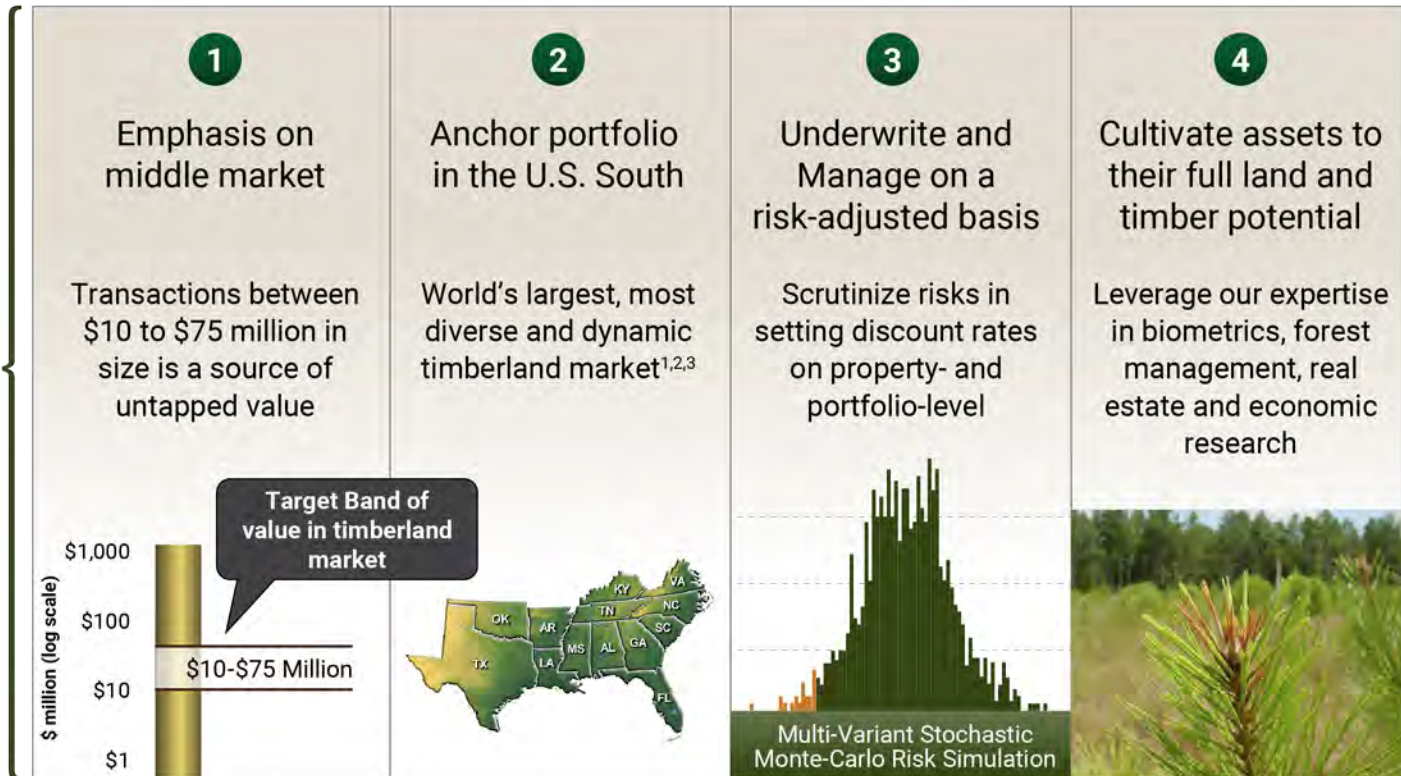 1
Emphasis on
middle market
Transactions between
$10 to $75 million in
size is a source of
untapped value
Target Band of
value in timberland
market
$ million (log scale)
$1,000
$100
$10
$1
$10-$75 Million
2
Anchor portfolio
in the U.S. South
World's largest, most
diverse and dynamic
timberland market1,2,3
KY
VA
TN
NC
OK
AR
SC
MS
AL
GA
TX
LA
FL
3
Underwrite and
Manage on a
risk-adjusted basis
Scrutinize risks in
setting discount rates
on property- and
portfolio-level
Multi-Variant Stochastic
Monte-Carlo Risk Simulation
4
Cultivate assets to
their full land and
timber potential
Leverage our expertise
in biometrics, forest
management, real
estate and economic
research